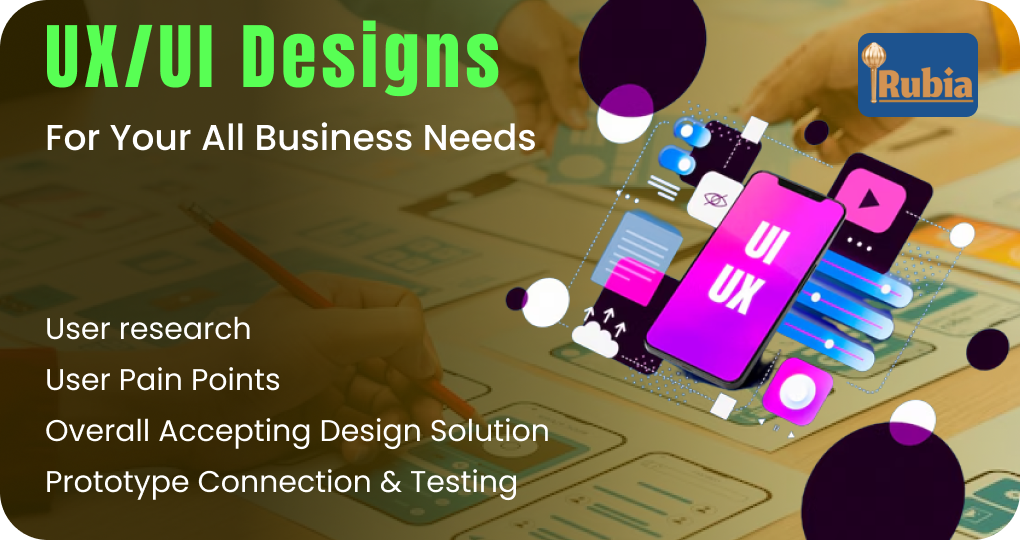 UX/UI Designs
Rubia
For Your All Business Needs
UI
UX
User research
User Pain Points
Overall Accepting Design Solution
Prototype Connection & Testing